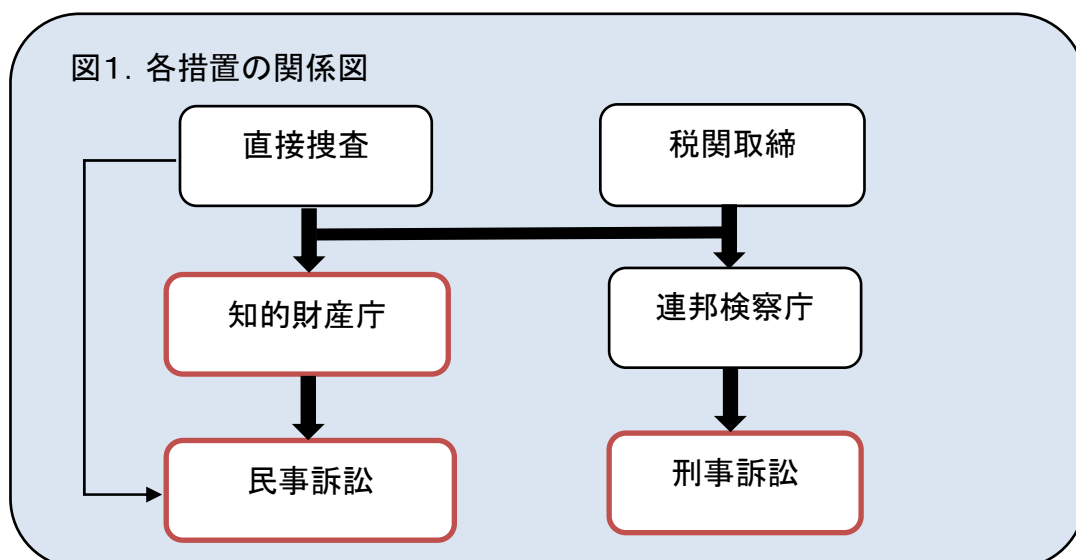 図1. 各措置の関係図
直接捜査
税関取締
知的財産庁
連邦検察庁
民事訴訟
刑事訴訟